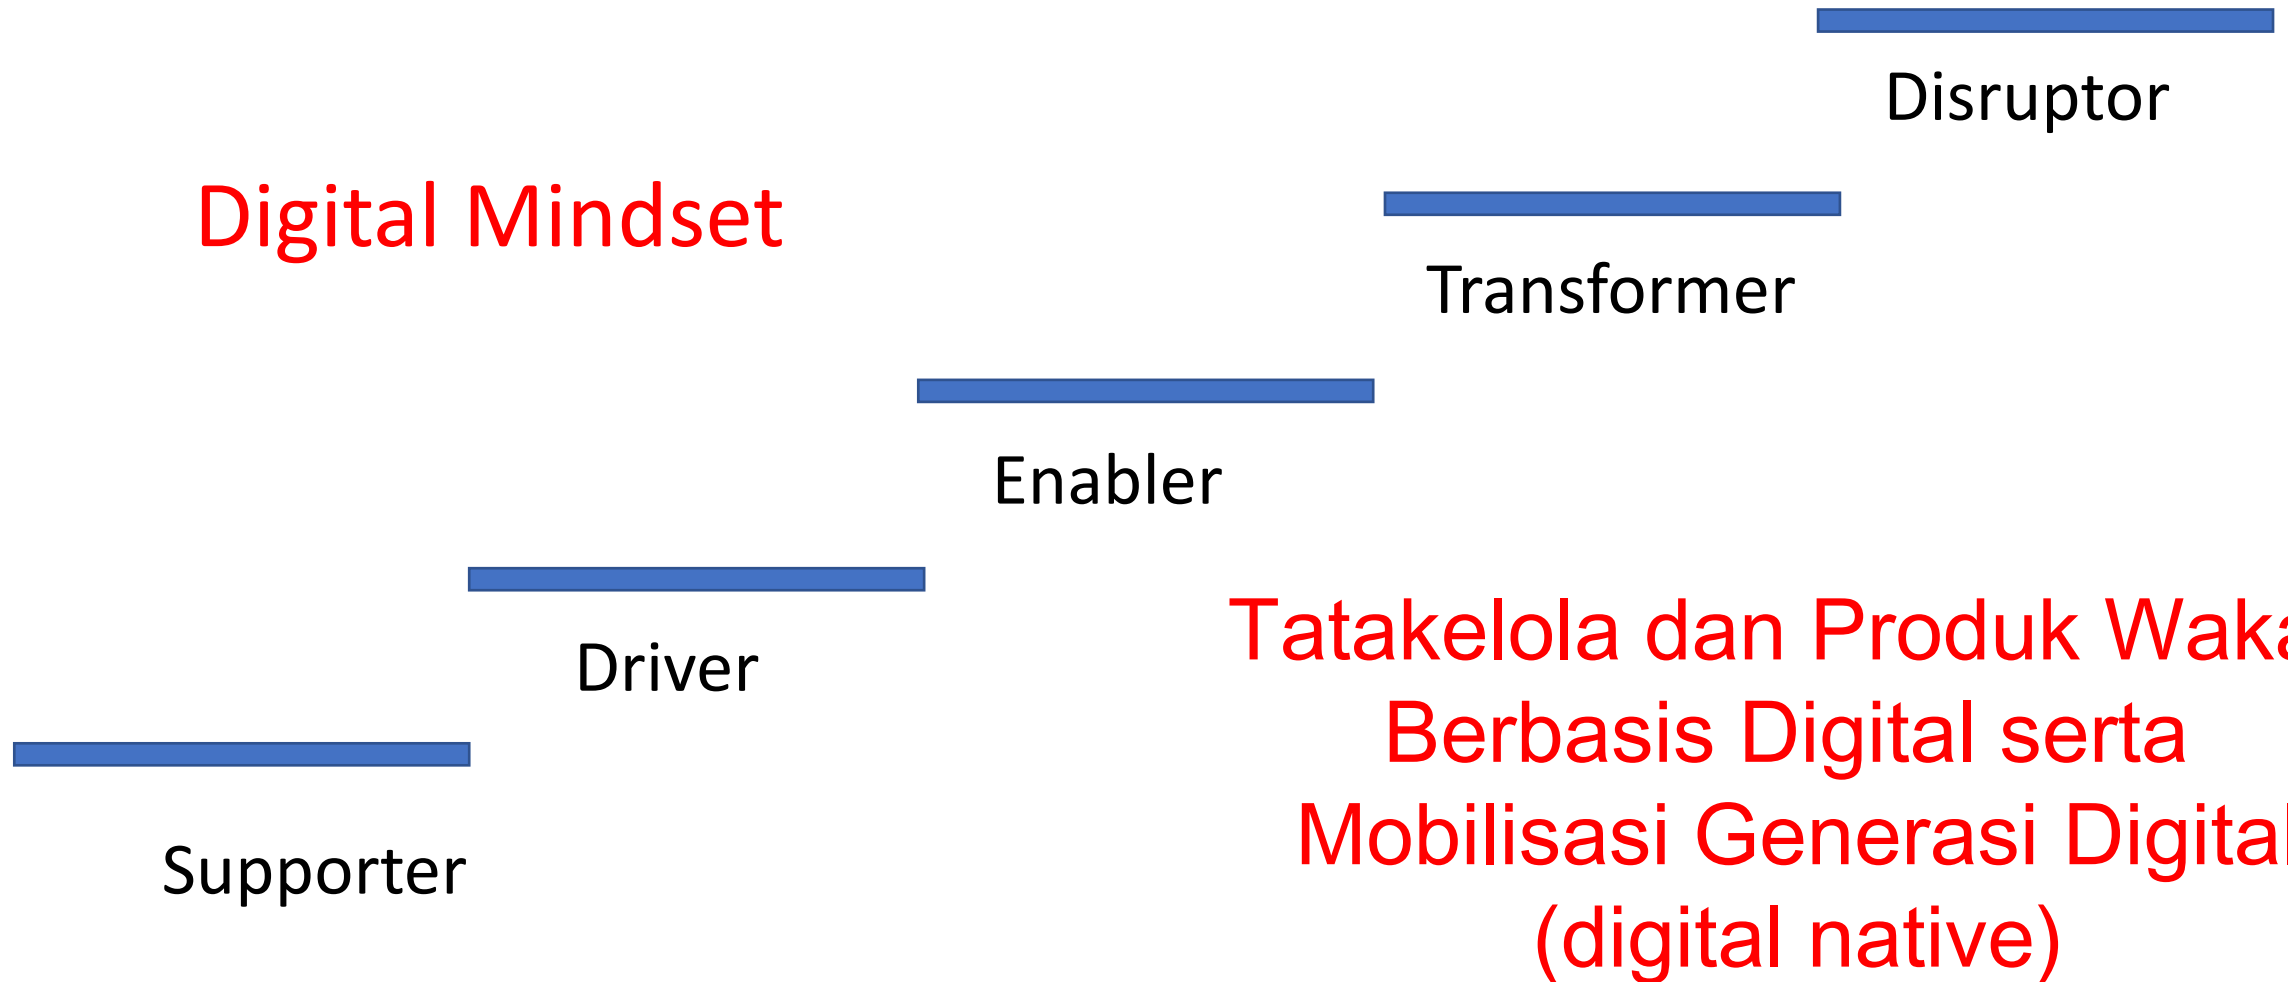 Disruptor
Digital Mindset
Transformer
Enabler
Driver
Tatakelola dan Produk
Berbasis Digital serta
Supporter
Mobilisasi Generasi Digital
(digital native)